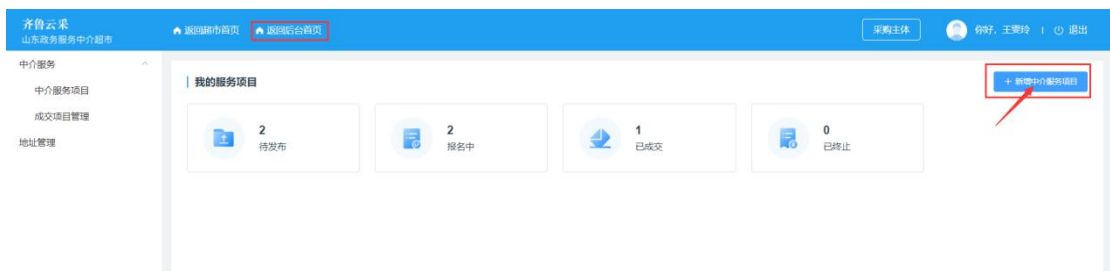 齐鲁云采
山东政务服务中介超市
返回超市首页
返回后台首页
采购主体
你好, 王雯玲 | 退出
中介服务
中介服务项目
成交项目管理
地址管理
我的服务项目
+ 新增中介服务项目
2
待发布
2
报名中
1
已成交
0
已终止